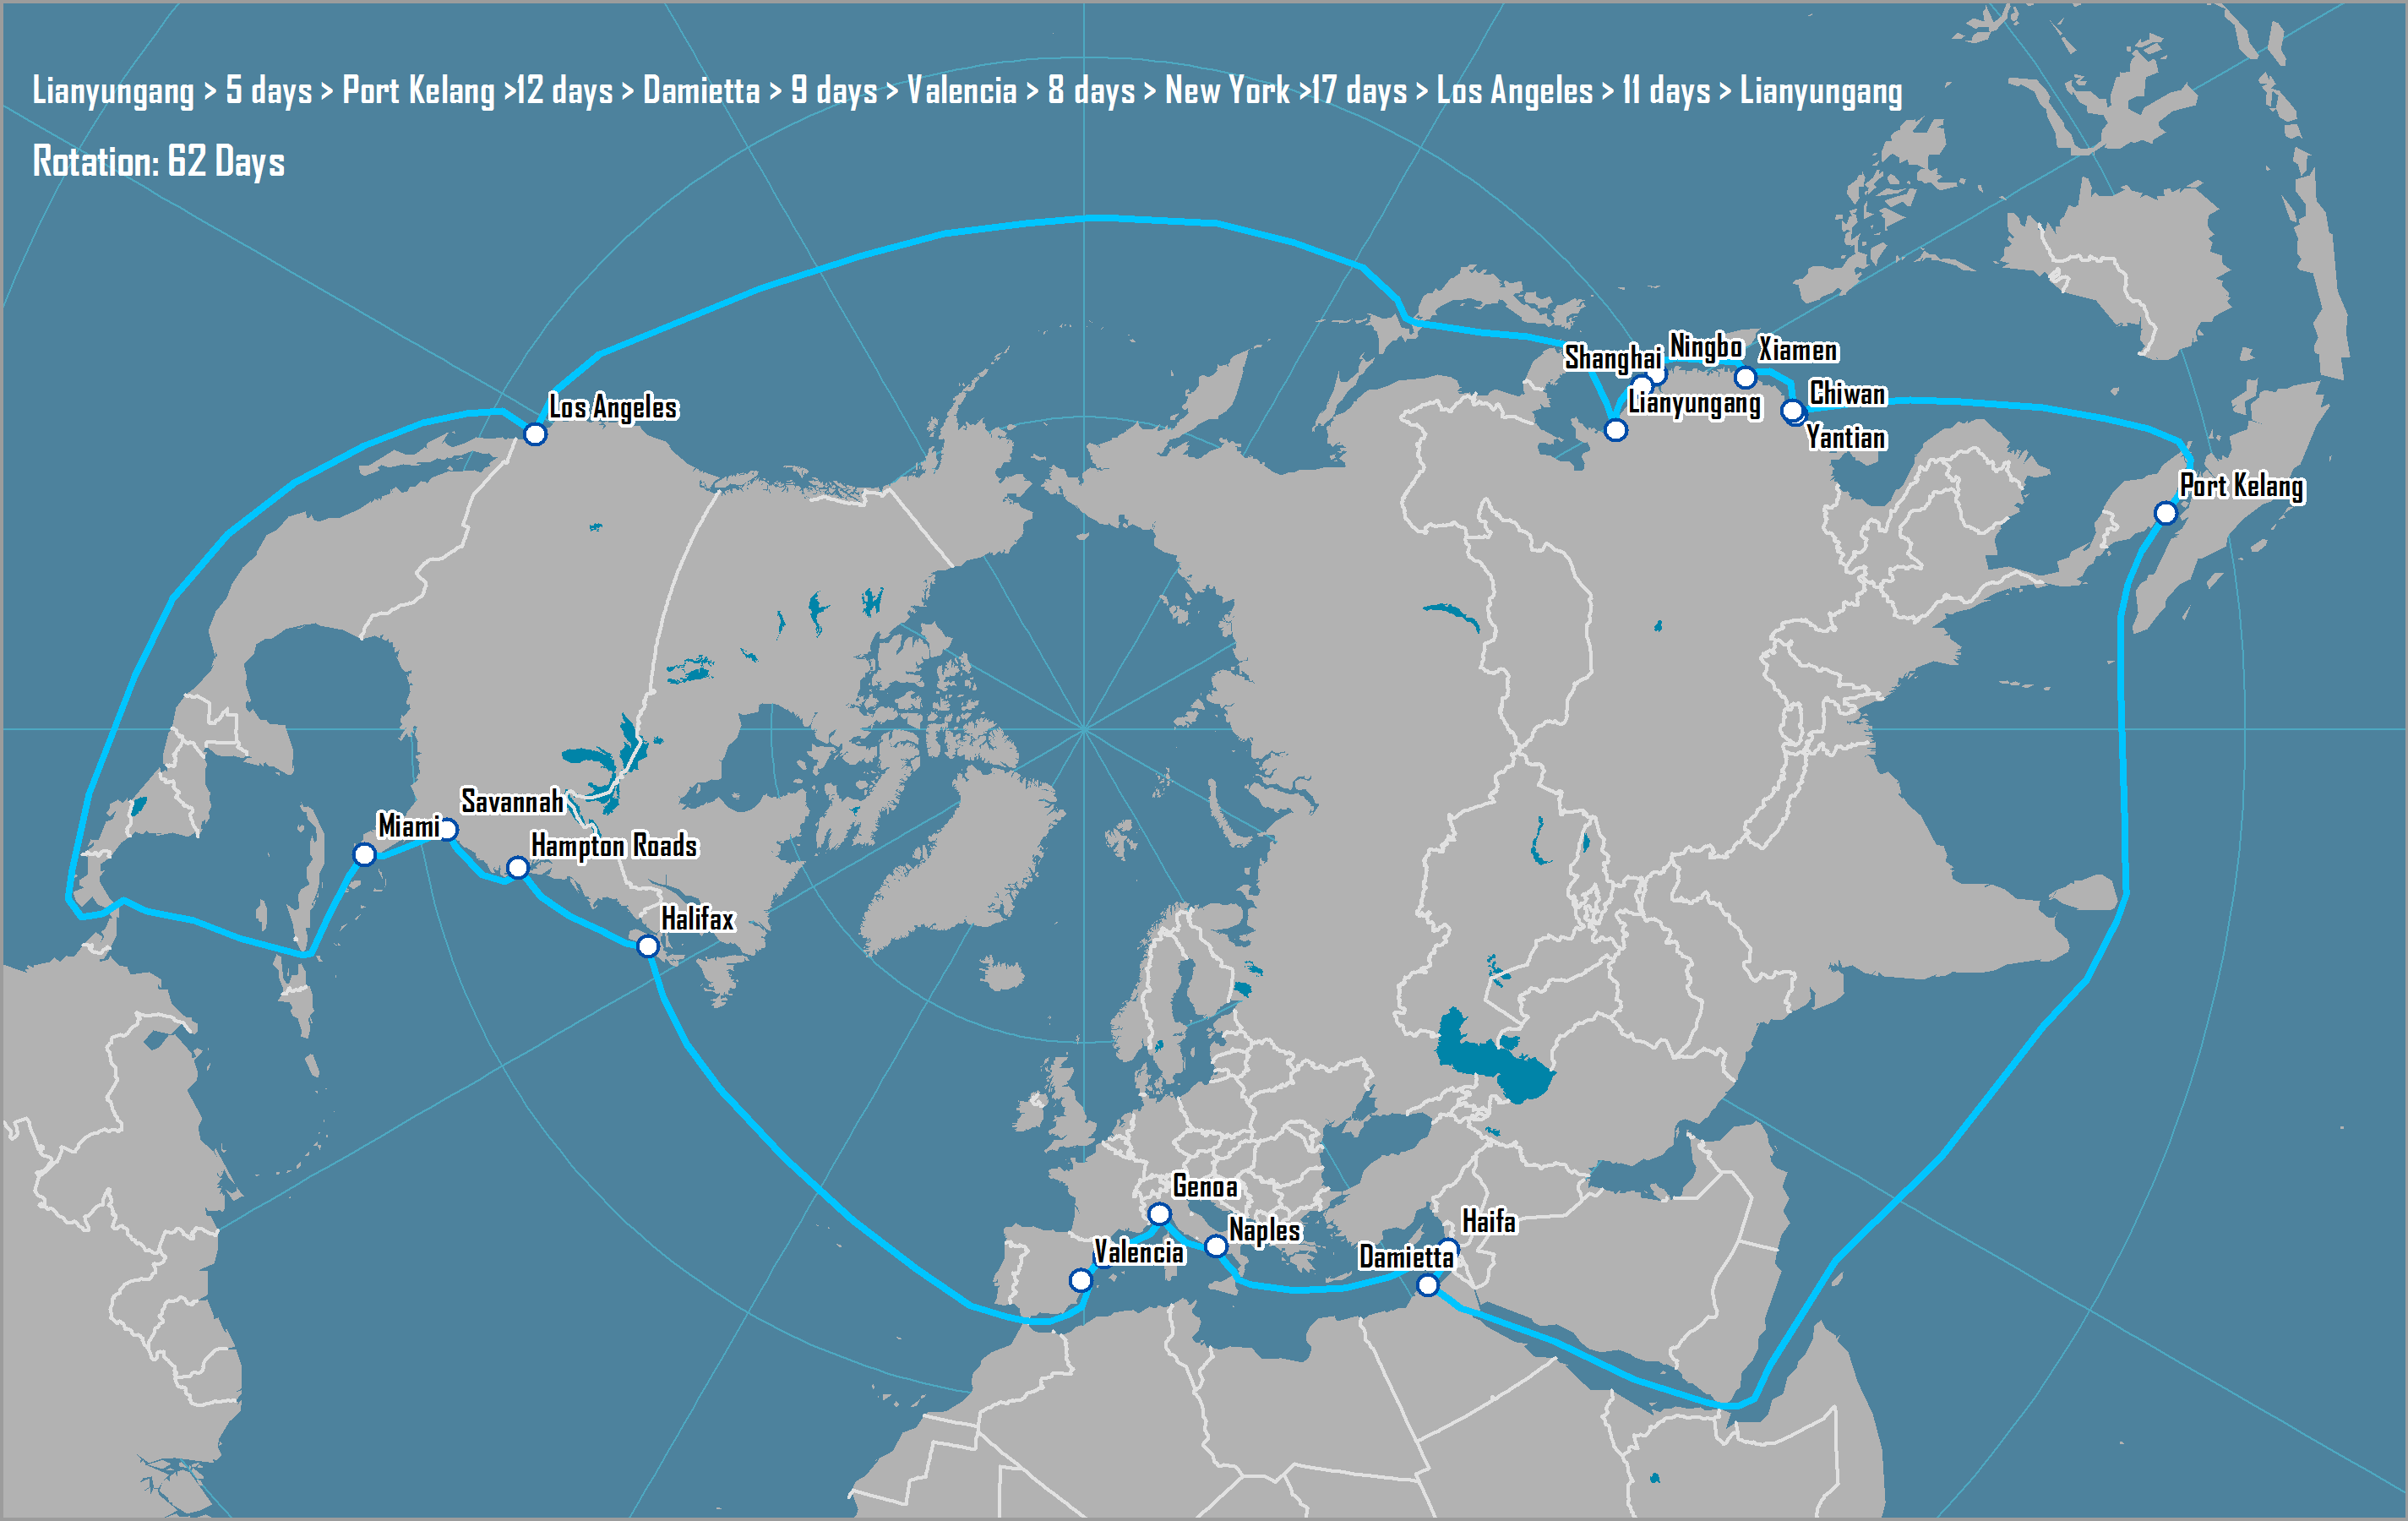 Lianyungang > 5 days > Port Kelang >12 days > Damietta > 9 days > Valencia > 8 days > New York >17 days > Los Angeles > 11 days > Lianyungang
Rotation: 62 Days
Shanghai
Ningbo
Xiamen
Los Angeles
Lianyungang
Chiwan
Yantian
Port Kelang
Savannah
Miami
Hampton Roads
Halifax
Genoa
Naples
Haifa
Valencia
Damietta